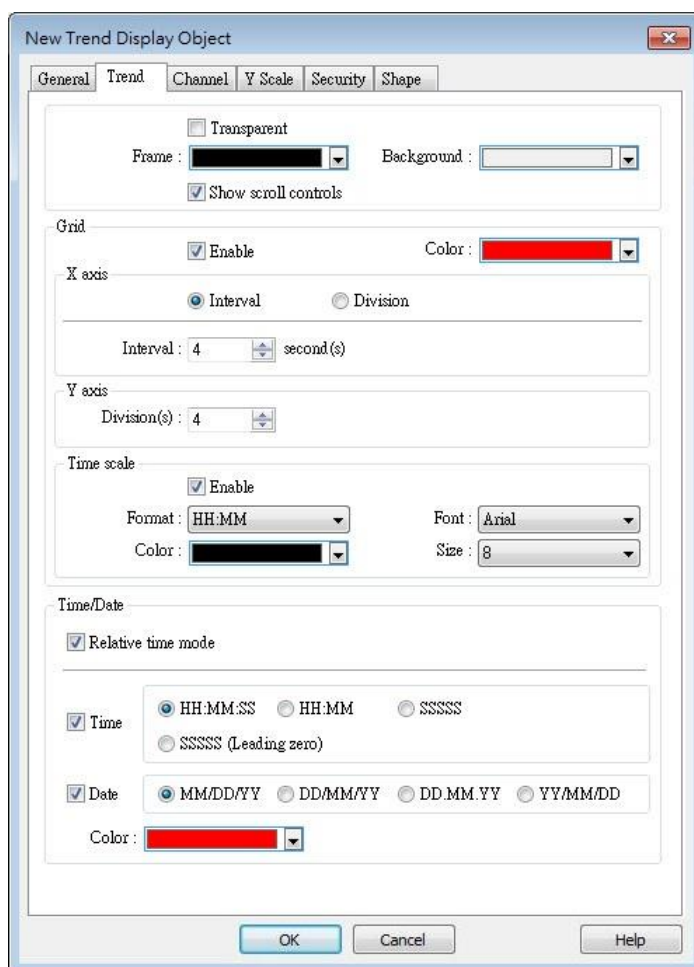 New Trend Display Object
General Trend Channel Y Scale Security Shape
Transparent
Frame : Background :
Show scroll controls
Grid
Enable Color :
X axis
Interval Division
Interval : 4 second(s)
Y axis
Division(s) : 4
Time scale
Enable
Format : HH:MM Font : Arial
Color : Size : 8
Time/Date
Relative time mode
Time HH:MM:SS HH:MM SSSSS
SSSSS (Leading zero)
Date MM/DD/YY DD/MM/YY DD.MM.YY YY/MM/DD
Color :
OK Cancel Help